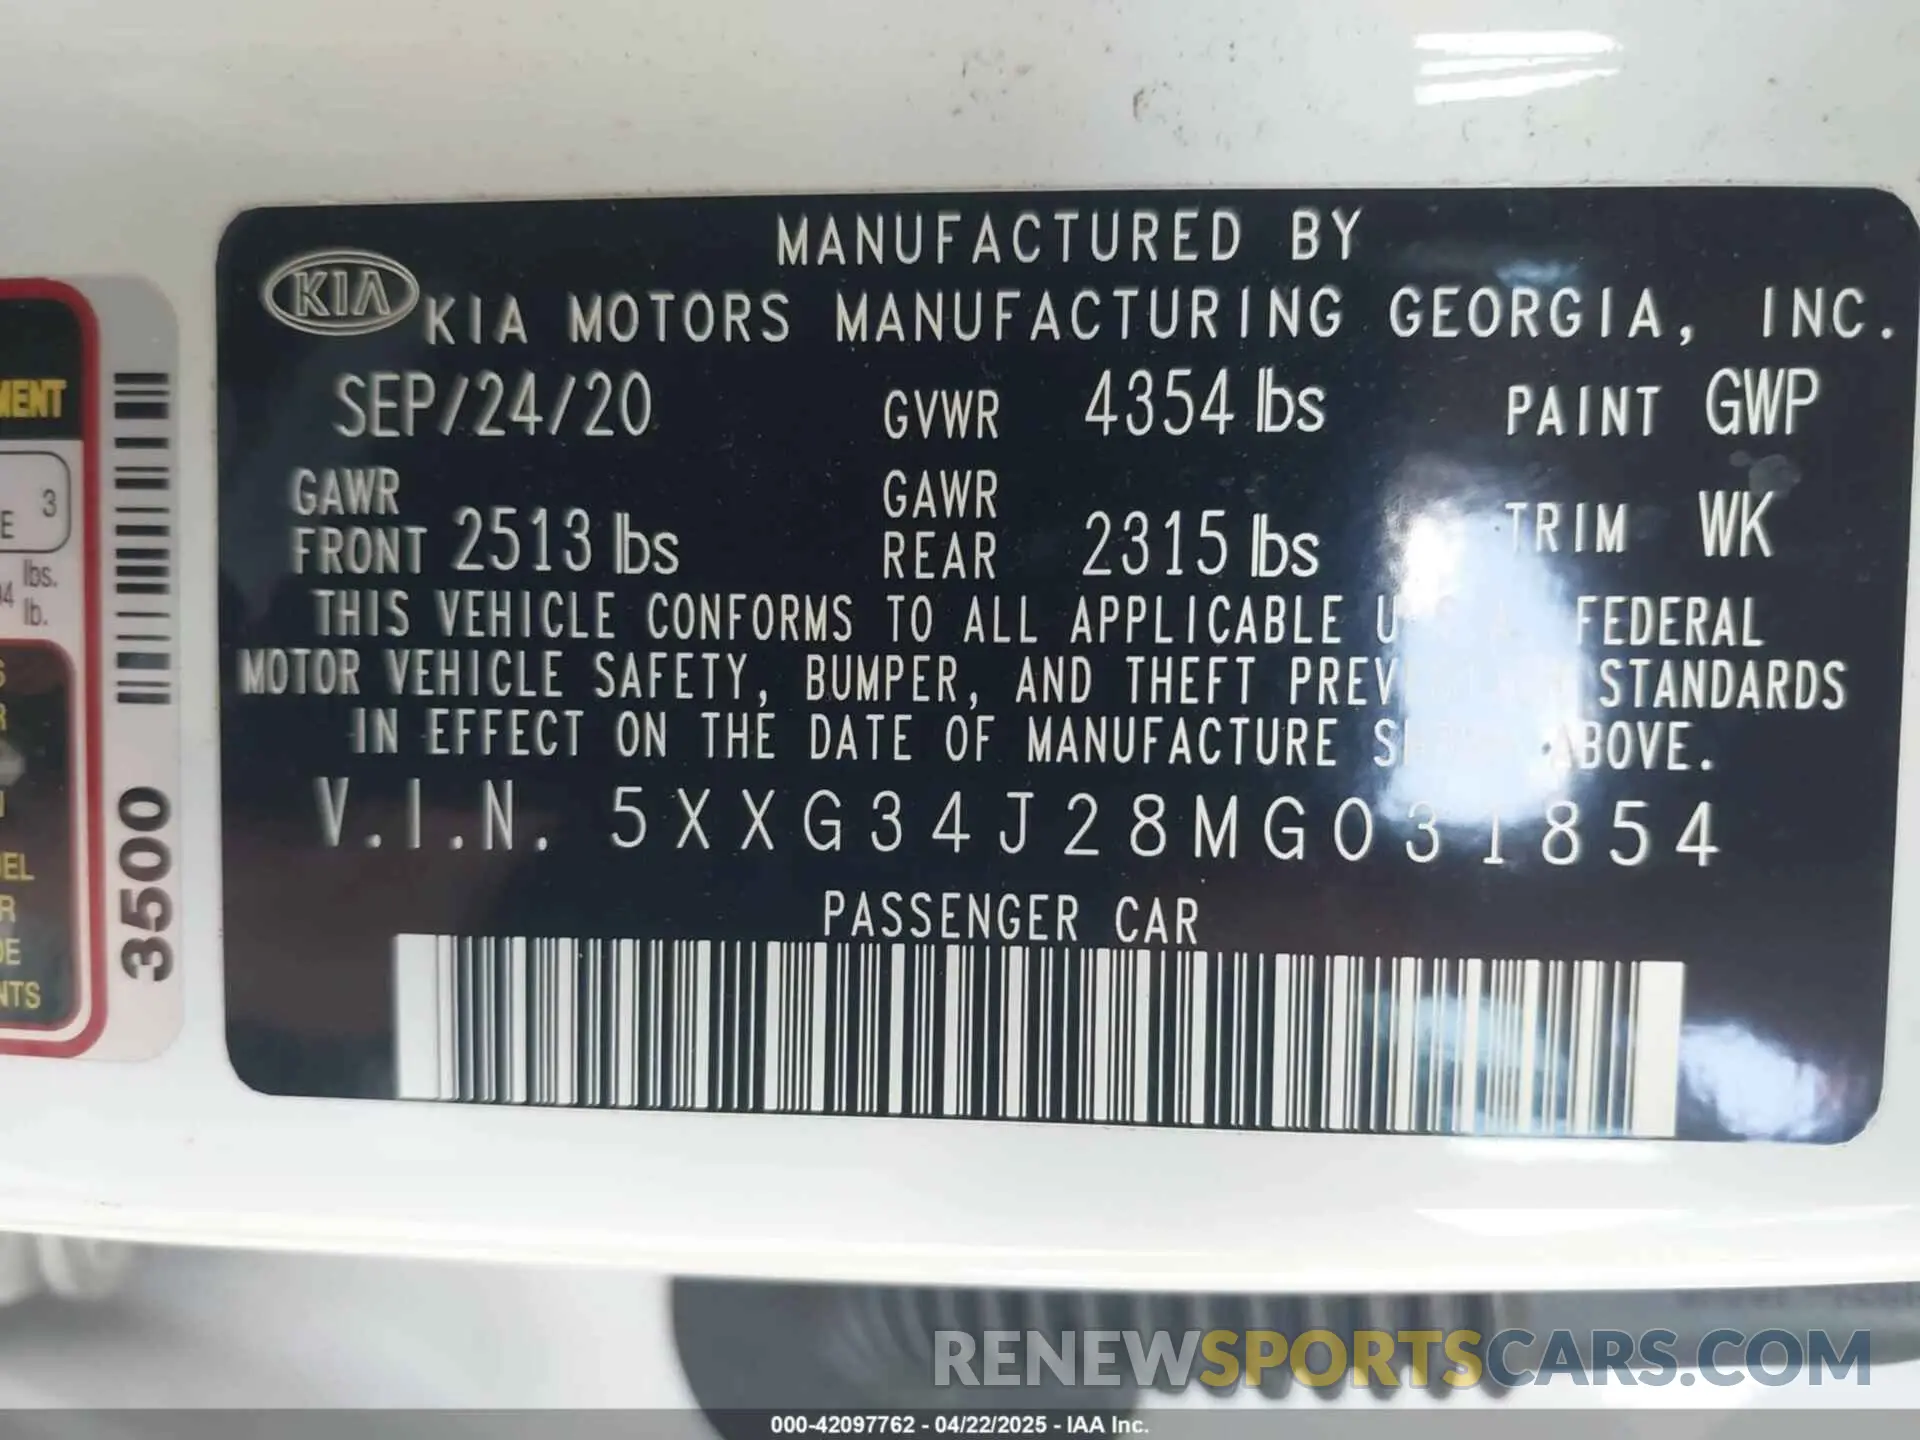 MANUFACTURED BY
KIA KIA MOTORS MANUFACTURING GEORGIA, INC.
SEP/24/20 GVWR 4354 lbs PAINT GWP
GAWR FRONT 2513 lbs GAWR REAR 2315 lbs TRIM WK
THIS VEHICLE CONFORMS TO ALL APPLICABLE FEDERAL
MOTOR VEHICLE SAFETY, BUMPER, AND THEFT STANDARDS
IN EFFECT ON THE DATE OF MANUFACTURE ABOVE.
V.I.N. 5XXG34J28MG031854
PASSENGER CAR
3500
3
lbs.
lb.
RENEWSPORTSCARS.COM
000-42097762 - 04/22/2025 - IAA Inc.